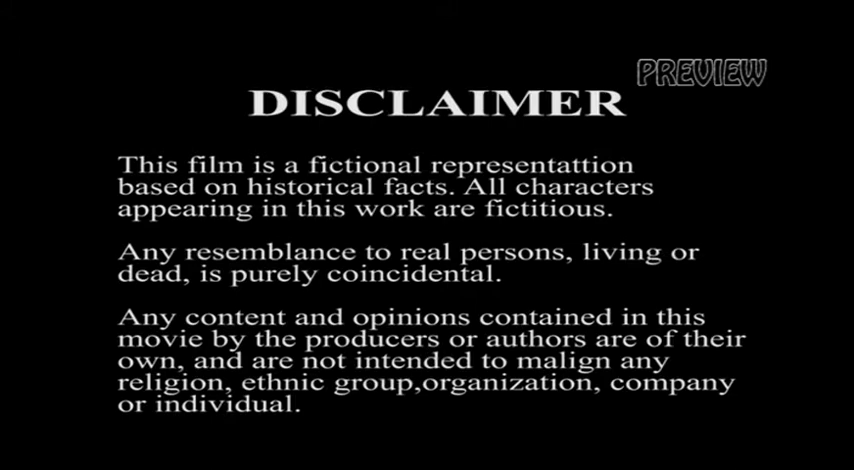 PREVIEW
DISCLAIMER
This film is a fictional representattion
based on historical facts. All characters
appearing in this work are fictitious.
Any resemblance to real persons, living or
dead, is purely coincidental.
Any content and opinions contained in this
movie by the producers or authors are of their
own, and are not intended to malign any
religion, ethnic group,organization, company
or individual.